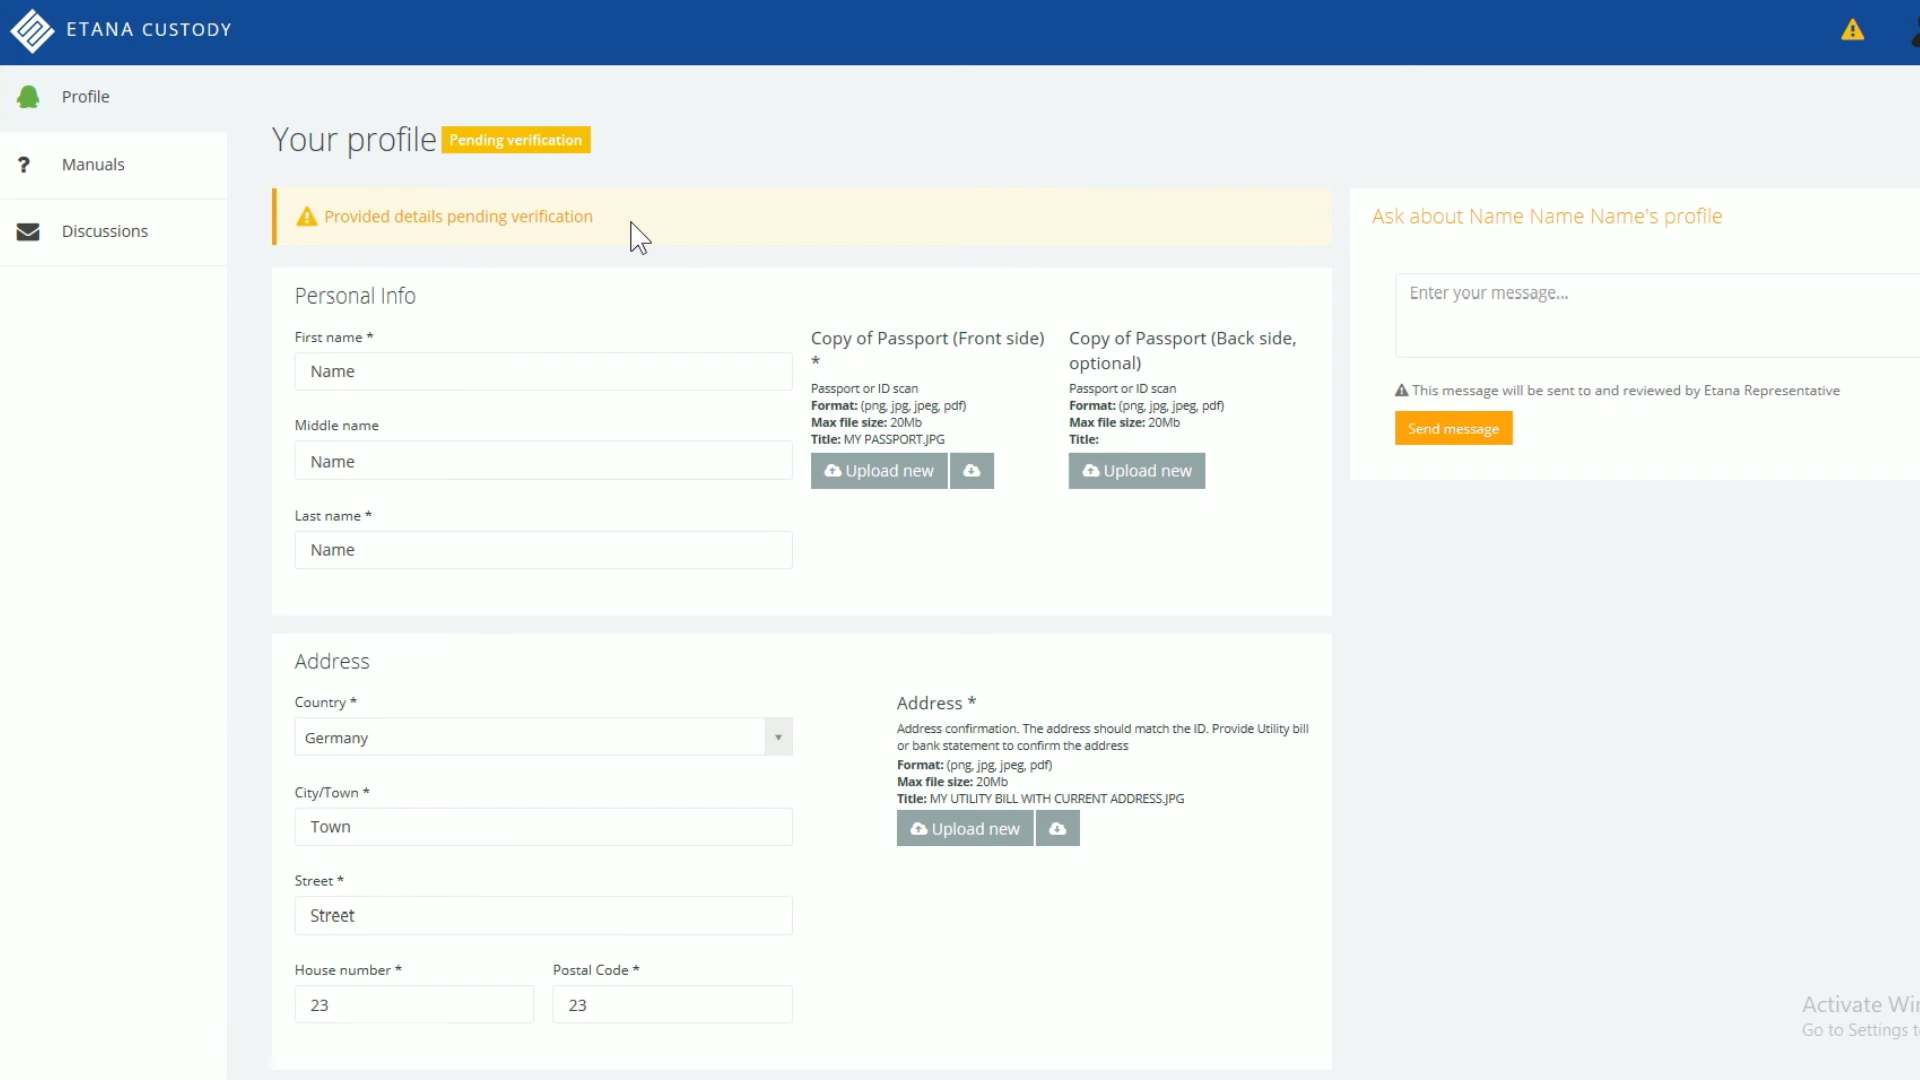 ETANA CUSTODY
Profile
Manuals
Discussions
Your profile Pending verification
Provided details pending verification
Personal Info
First name *
Name
Middle name
Name
Last name *
Name
Copy of Passport (Front side)
*
Passport or ID scan
Format: (png, jpg, jpeg, pdf)
Max file size: 20Mb
Title: MY PASSPORT.JPG
Upload new
Copy of Passport (Back side,
optional)
Passport or ID scan
Format: (png, jpg, jpeg, pdf)
Max file size: 20Mb
Title:
Upload new
Address
Country *
Germany
City/Town *
Town
Street *
Street
House number *
23
Postal Code *
23
Address *
Address confirmation. The address should match the ID. Provide Utility bill
or bank statement to confirm the address
Format: (png, jpg, jpeg, pdf)
Max file size: 20Mb
Title: MY UTILITY BILL WITH CURRENT ADDRESS.JPG
Upload new
Ask about Name Name Name's profile
Enter your message...
This message will be sent to and reviewed by Etana Representative
Send message
Activate
Go to Settings